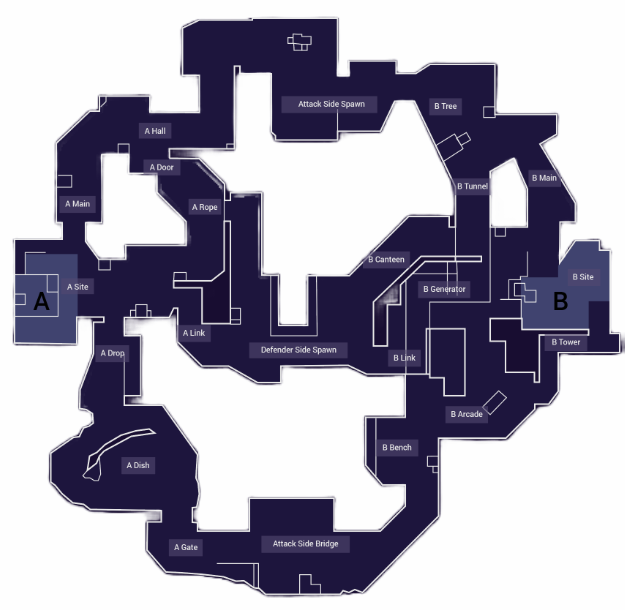 Attack Side Spawn
B Tree
A Hall
A Door
B Main
B Tunnel
A Main
A Rope
B Canteen
B Site
A Site
B Generator
A
B
A Link
B Tower
Defender Side Spawn
A Drop
B Link
B Arcade
B Bench
A Dish
Attack Side Bridge
A Gate